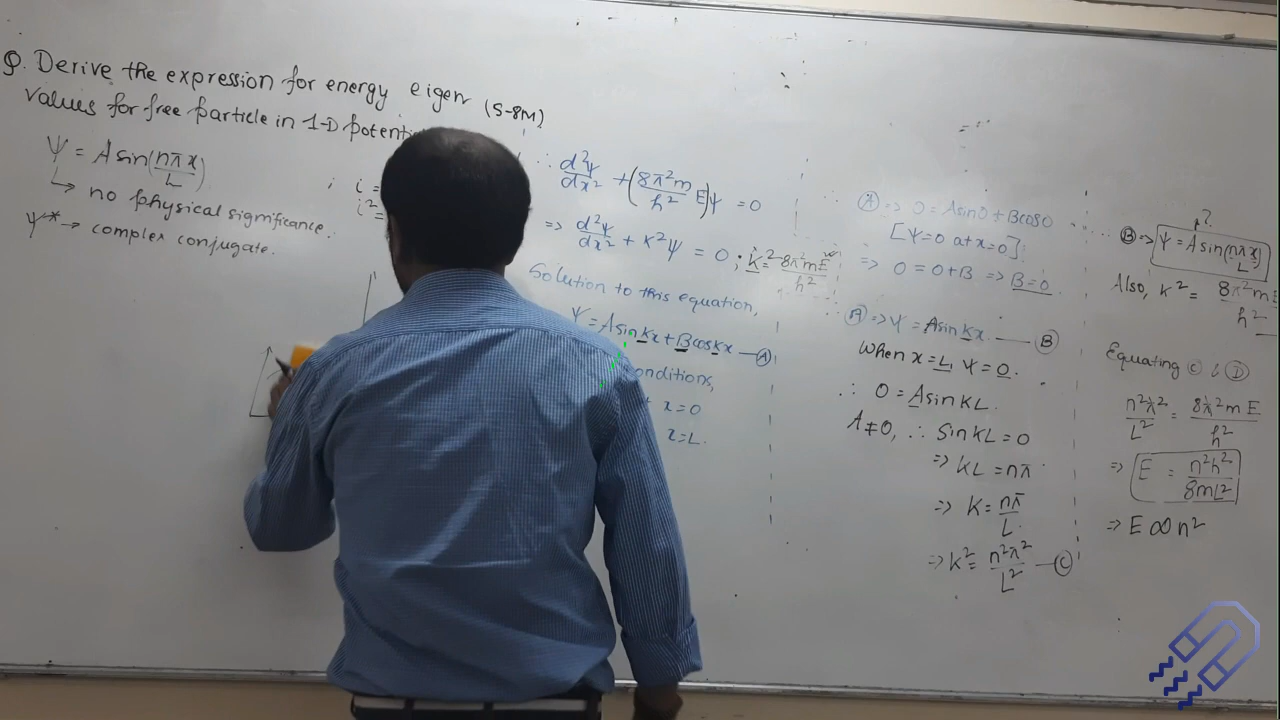 Q. Derive the expression for energy eigen (5-8M)
values for free particle in 1-D potenti
Ψ = A sin(nπx/L)
↳ no physical significance.
Ψ* → complex conjugate.
i =
i² =
∴ d²Ψ/dx² + (8π²m/h² E)Ψ = 0
=> d²Ψ/dx² + K²Ψ = 0 ; k² = 8π²mE/h²
Solution to this equation,
Ψ = A sin Kx + B cos Kx —(A)
onditions,
x=0
x=L.
(A) => 0 = A sin 0 + B cos 0
[Ψ=0 at x=0]
=> 0 = 0+B => B=0
(A) => Ψ = A sin Kx. —(B)
When x=L, Ψ=0.
∴ 0 = A sin KL.
A≠0, ∴ Sin KL = 0
=> KL = nπ
=> K = nπ/L.
=> K² = n²π²/L² —(C)
?
(B) => Ψ = A sin(nπx/L)
Also, K² = 8π²mE/h²
Equating (C) & (D)
n²π²/L² = 8π²mE/h²
=> E = n²h²/8mL²
=> E ∝ n²